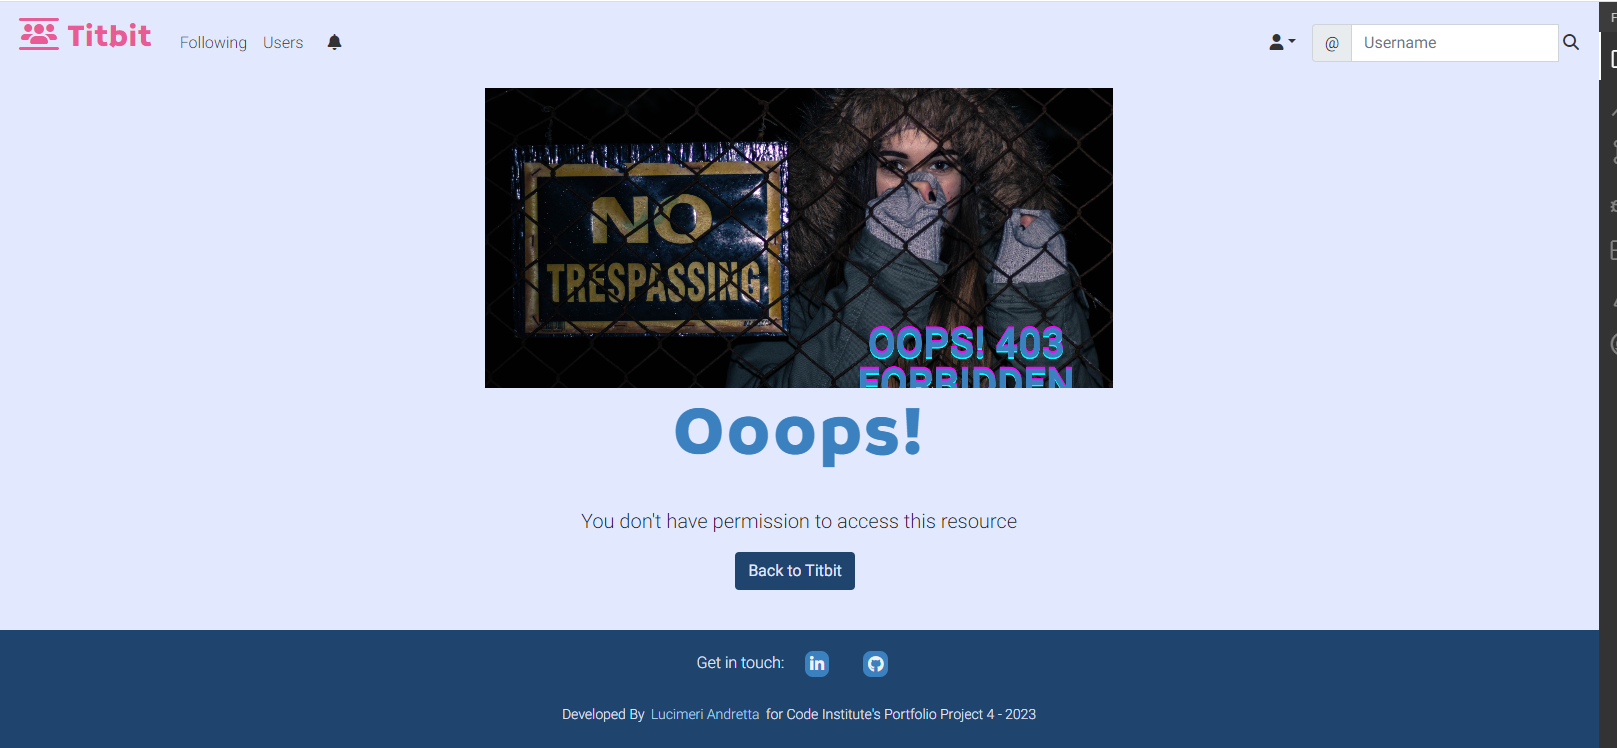 Titbit
Following Users
@ Username
NO
TRESPASSING
OOPS! 403
FORBIDDEN
Ooops!
You don't have permission to access this resource
Back to Titbit
Get in touch: in
Developed By Lucimeri Andretta for Code Institute's Portfolio Project 4 - 2023